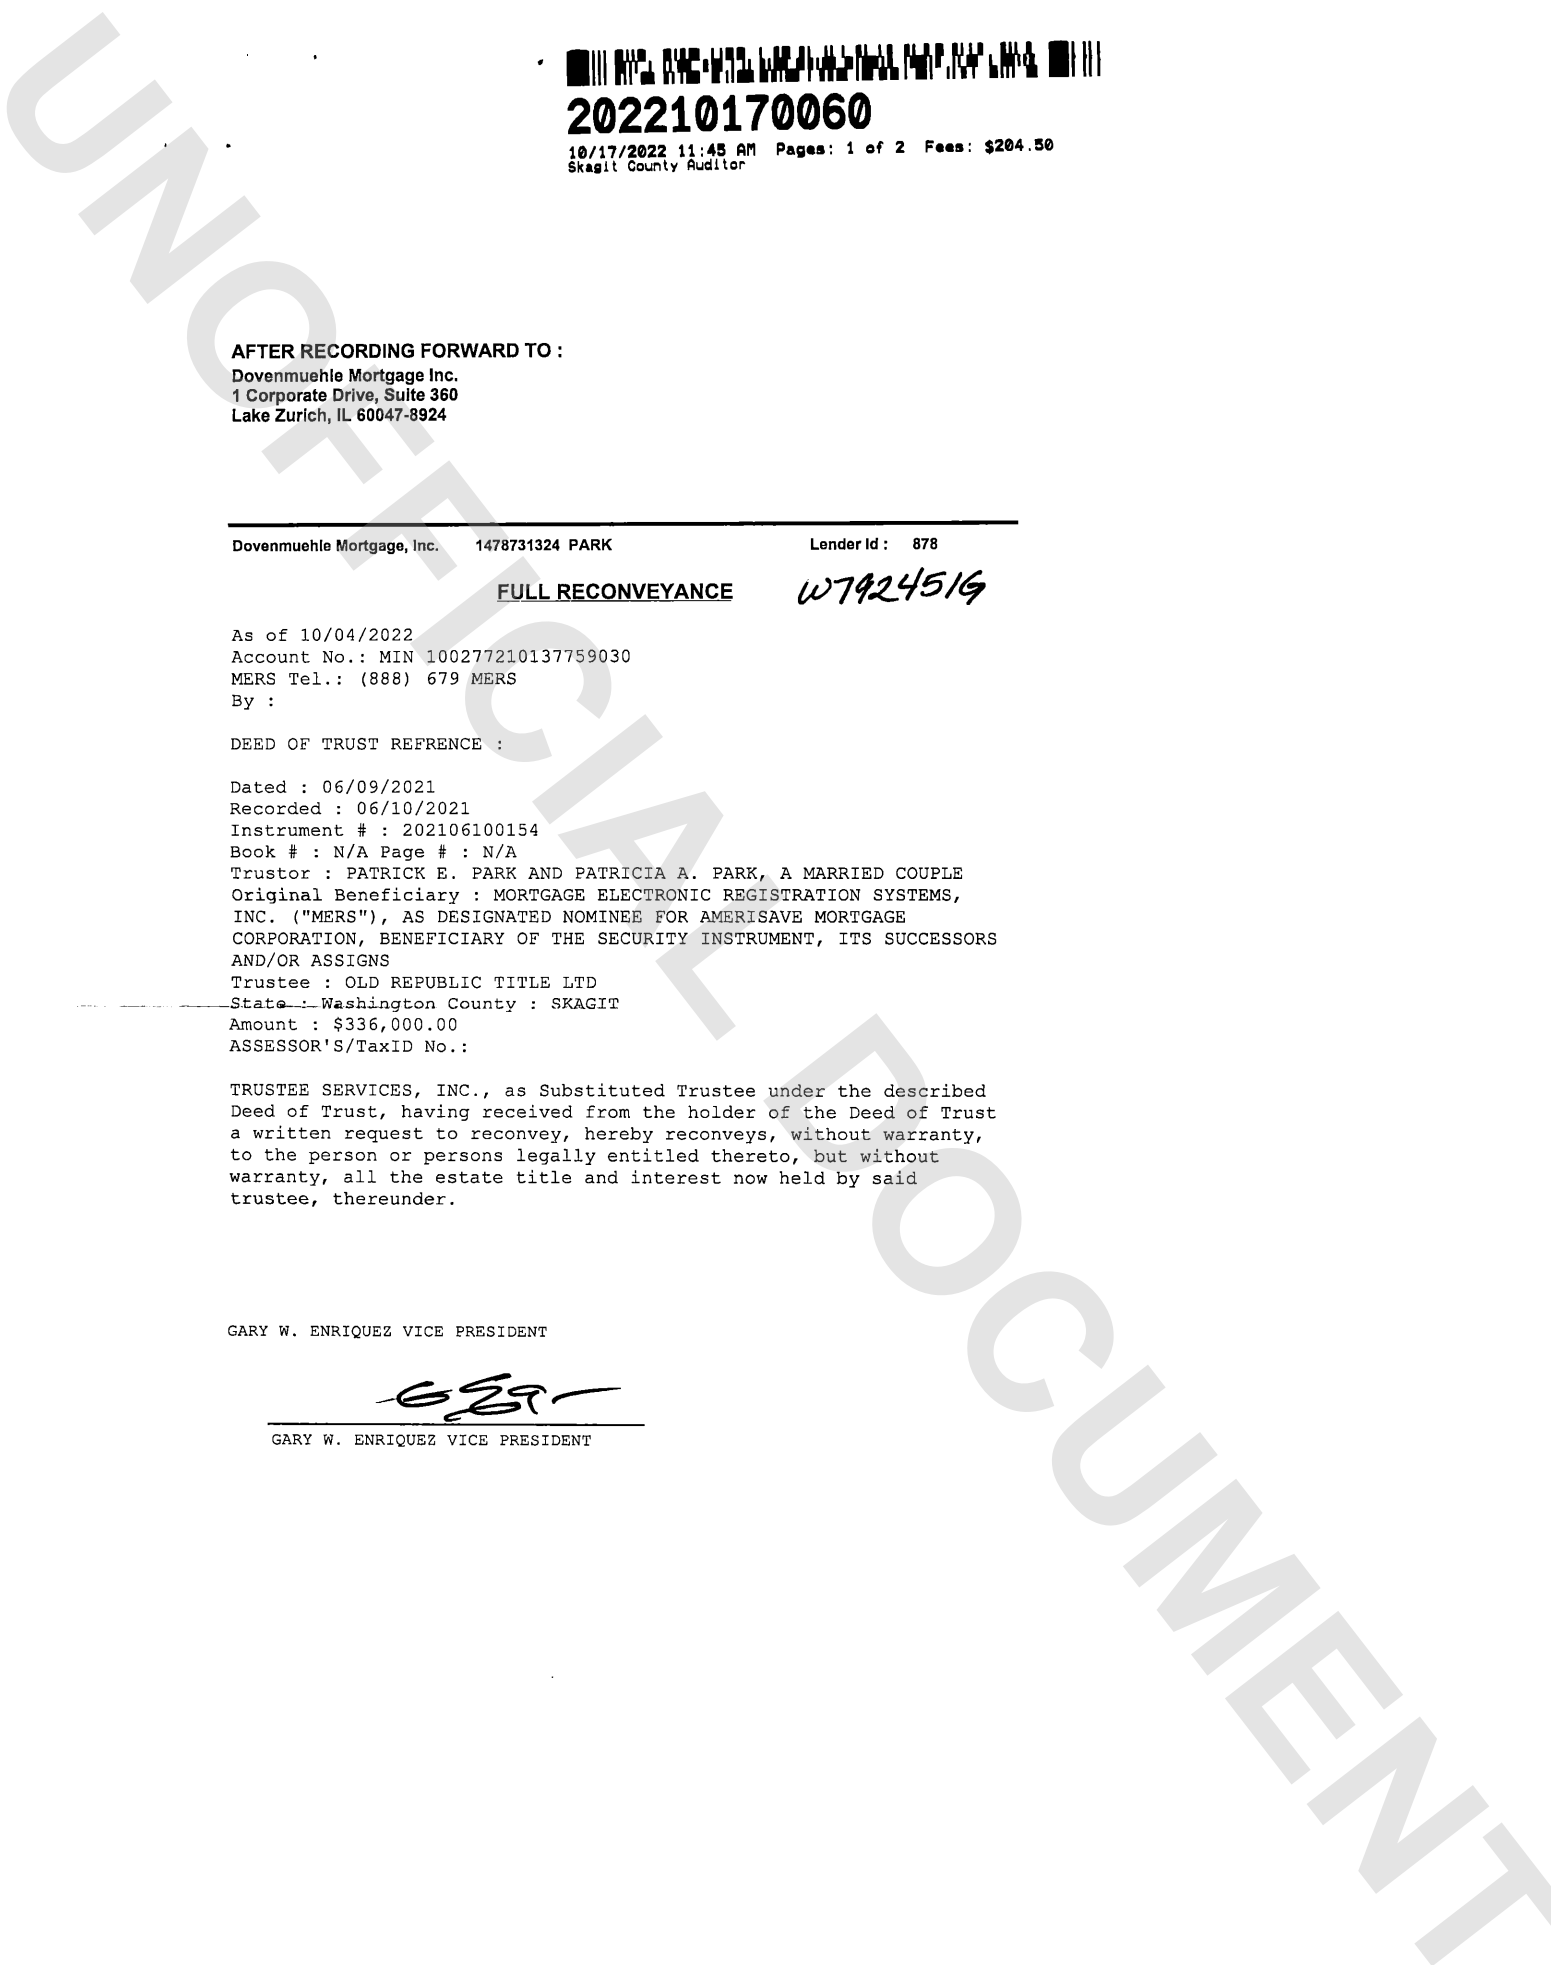 202210170060
10/17/2022 11:45 AM Pages: 1 of 2 Fees: $204.50
Skagit County Auditor
AFTER RECORDING FORWARD TO :
Dovenmuehle Mortgage Inc.
1 Corporate Drive, Suite 360
Lake Zurich, IL 60047-8924
Dovenmuehle Mortgage, Inc. 1478731324 PARK Lender Id : 878
FULL RECONVEYANCE W792451G
As of 10/04/2022
Account No.: MIN 100277210137759030
MERS Tel.: (888) 679 MERS
By :
DEED OF TRUST REFRENCE :
Dated : 06/09/2021
Recorded : 06/10/2021
Instrument # : 202106100154
Book # : N/A Page # : N/A
Trustor : PATRICK E. PARK AND PATRICIA A. PARK, A MARRIED COUPLE
Original Beneficiary : MORTGAGE ELECTRONIC REGISTRATION SYSTEMS,
INC. ("MERS"), AS DESIGNATED NOMINEE FOR AMERISAVE MORTGAGE
CORPORATION, BENEFICIARY OF THE SECURITY INSTRUMENT, ITS SUCCESSORS
AND/OR ASSIGNS
Trustee : OLD REPUBLIC TITLE LTD
State : Washington County : SKAGIT
Amount : $336,000.00
ASSESSOR'S/TaxID No.:
TRUSTEE SERVICES, INC., as Substituted Trustee under the described
Deed of Trust, having received from the holder of the Deed of Trust
a written request to reconvey, hereby reconveys, without warranty,
to the person or persons legally entitled thereto, but without
warranty, all the estate title and interest now held by said
trustee, thereunder.
GARY W. ENRIQUEZ VICE PRESIDENT
GARY W. ENRIQUEZ VICE PRESIDENT
UNOFFICIAL DOCUMENT